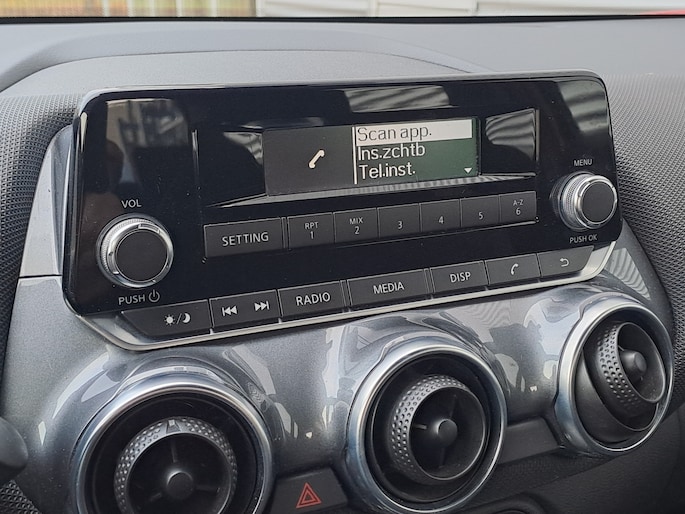 Scan app.
Ins.zchtb
Tel.inst.
VOL
MENU
SETTING
RPT
1
MIX
2
3
4
5
A-Z
6
PUSH
PUSH OK
RADIO
MEDIA
DISP